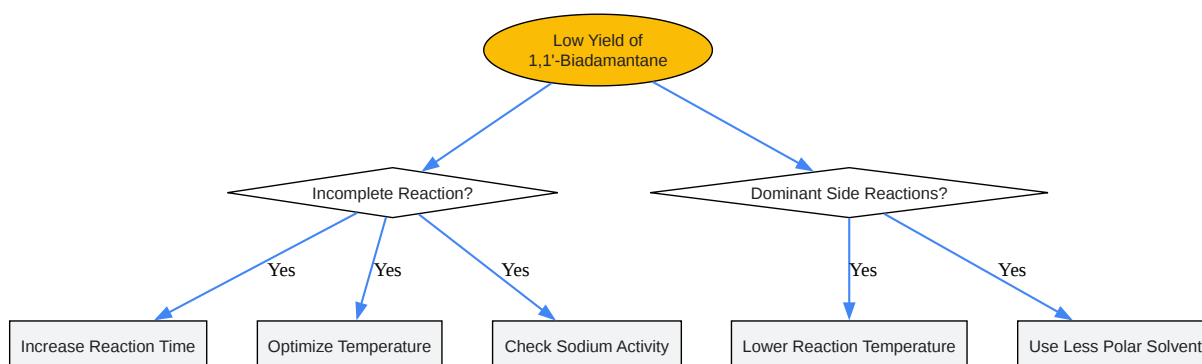 Low Yield of
1,1'-Biadamantane
Incomplete Reaction?
Dominant Side Reactions?
Yes
Yes
Yes
Yes
Yes
Increase Reaction Time
Optimize Temperature
Check Sodium Activity
Lower Reaction Temperature
Use Less Polar Solvent